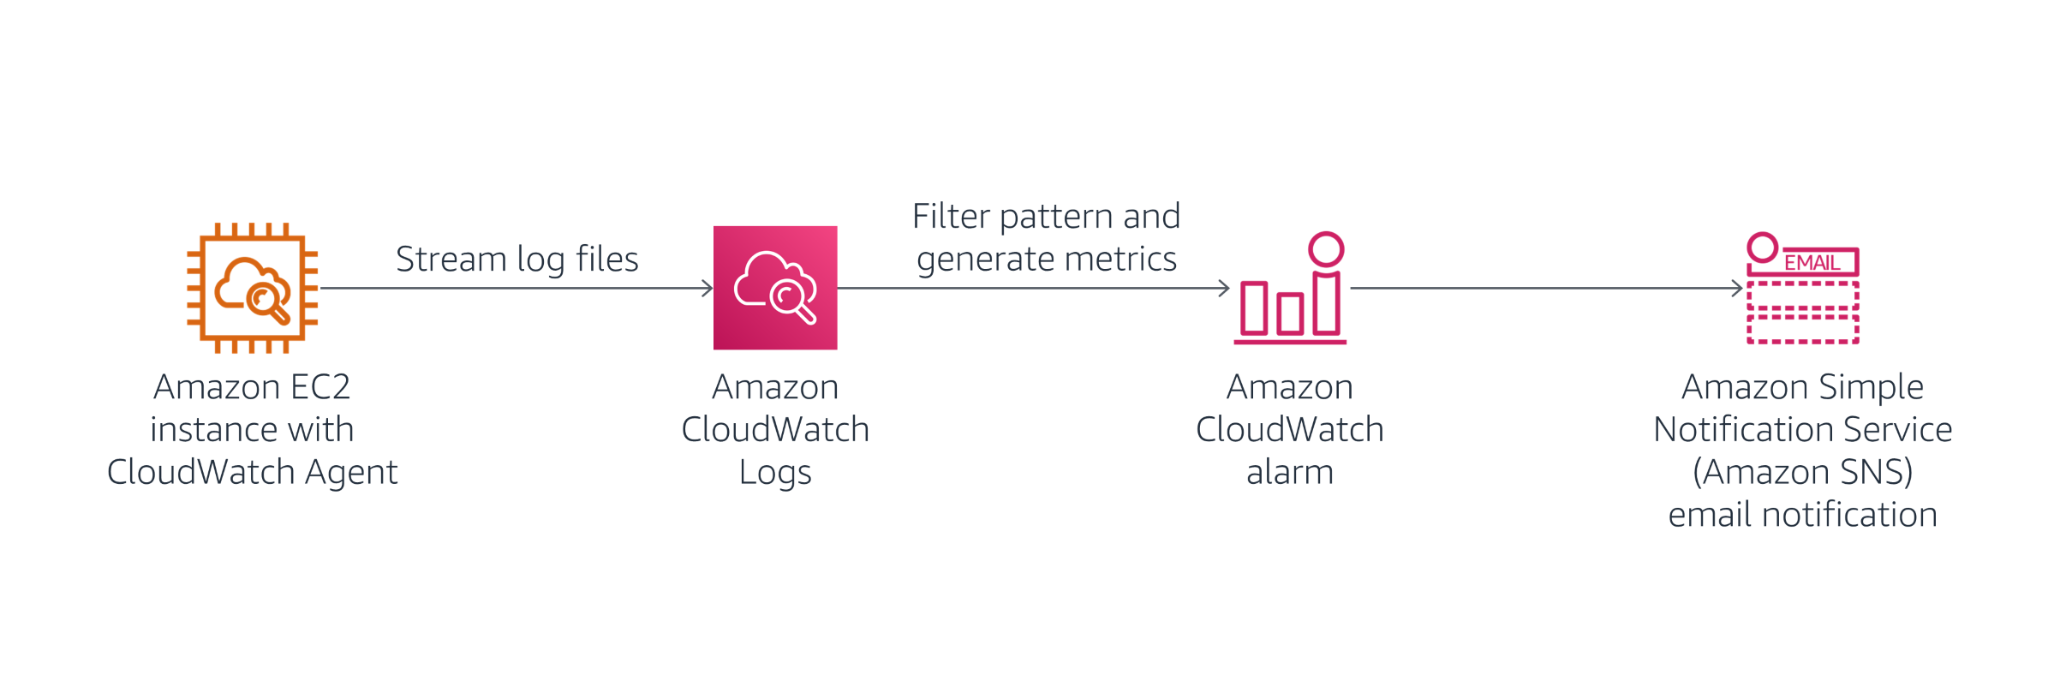 Filter pattern and
generate metrics
Stream log files
EMAIL
Amazon EC2
instance with
CloudWatch Agent
Amazon
CloudWatch
Logs
Amazon
CloudWatch
alarm
Amazon Simple
Notification Service
(Amazon SNS)
email notification